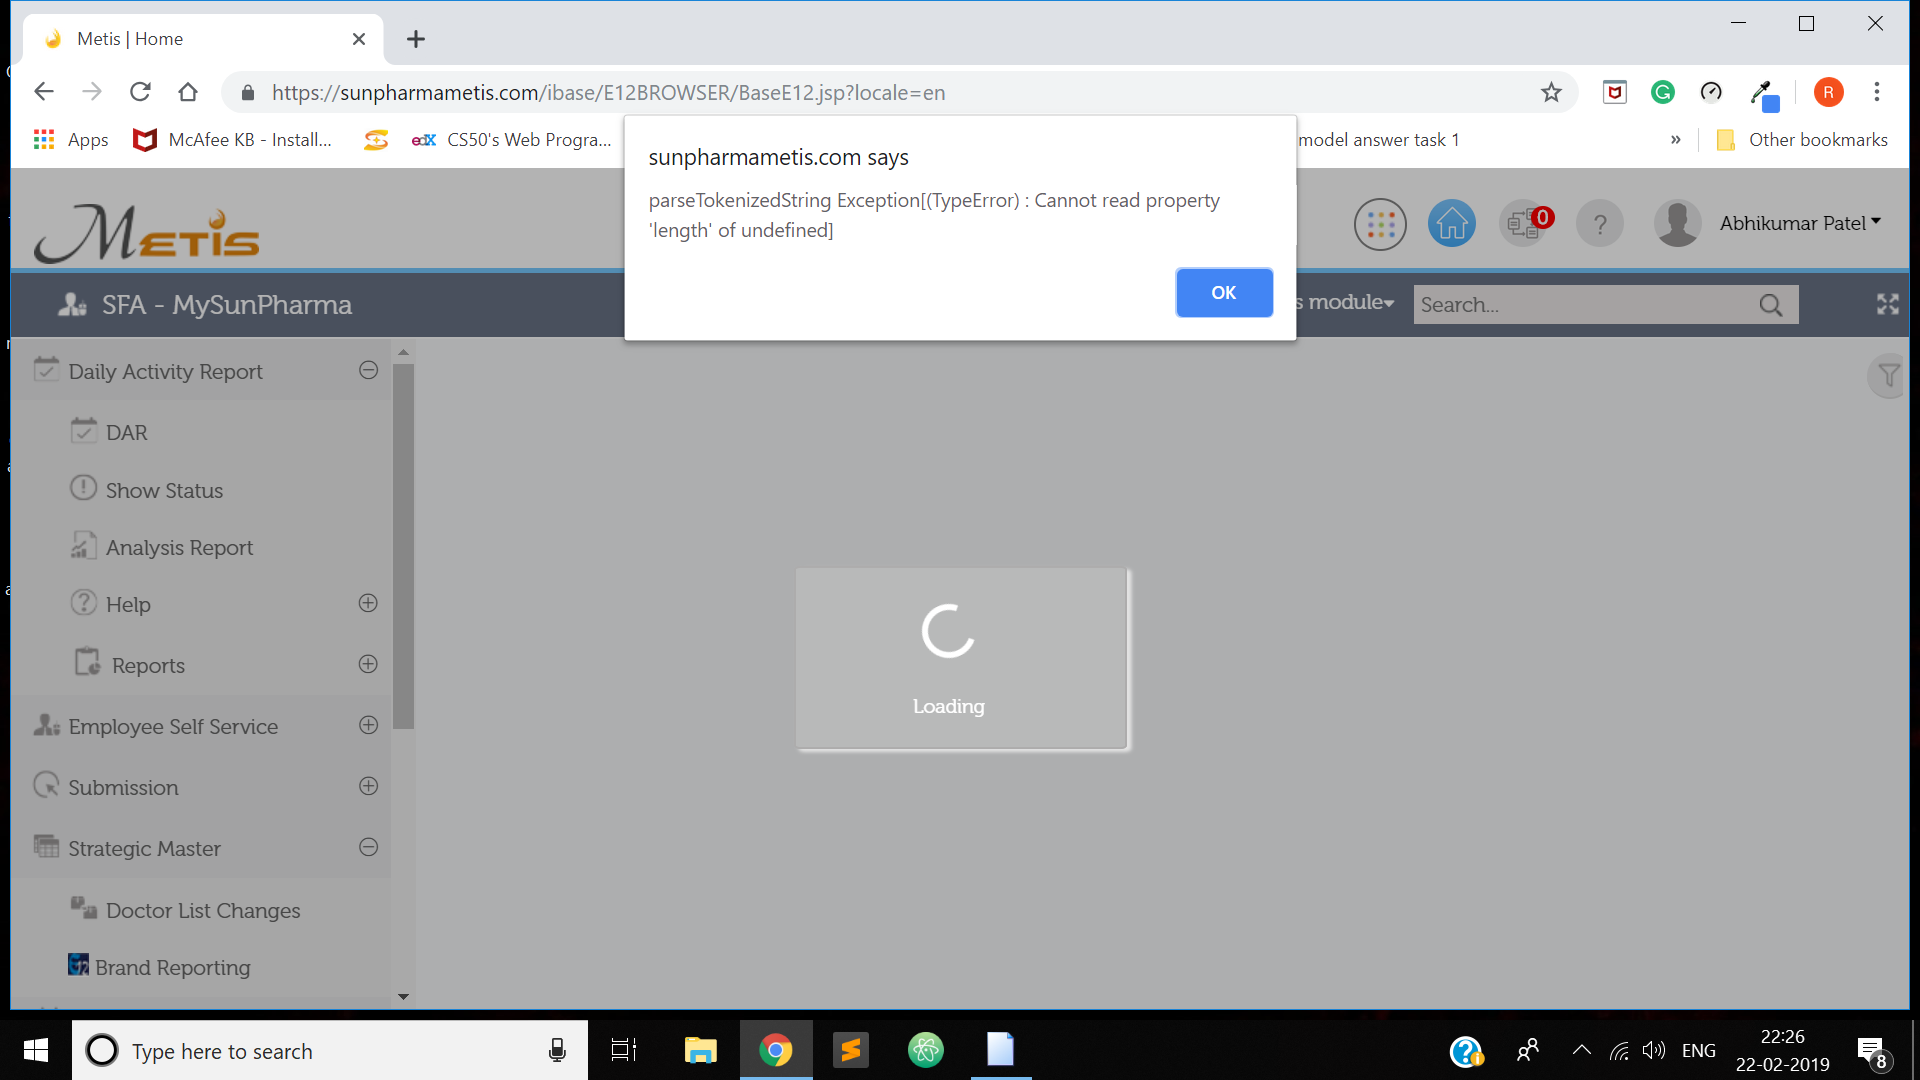 Metis | Home
https://sunpharmametis.com/ibase/E12BROWSER/BaseE12.jsp?locale=en
R
Apps
McAfee KB - Install...
edX
CS50's Web Progra...
model answer task 1
»
Other bookmarks
sunpharmametis.com says
parseTokenizedString Exception[(TypeError) : Cannot read property
'length' of undefined]
OK
METIS
0
?
Abhikumar Patel
SFA - MySunPharma
s module
Search...
Daily Activity Report
DAR
Show Status
Analysis Report
Help
Reports
Employee Self Service
Submission
Strategic Master
Doctor List Changes
Brand Reporting
Loading
Type here to search
ENG
22:26
22-02-2019
8